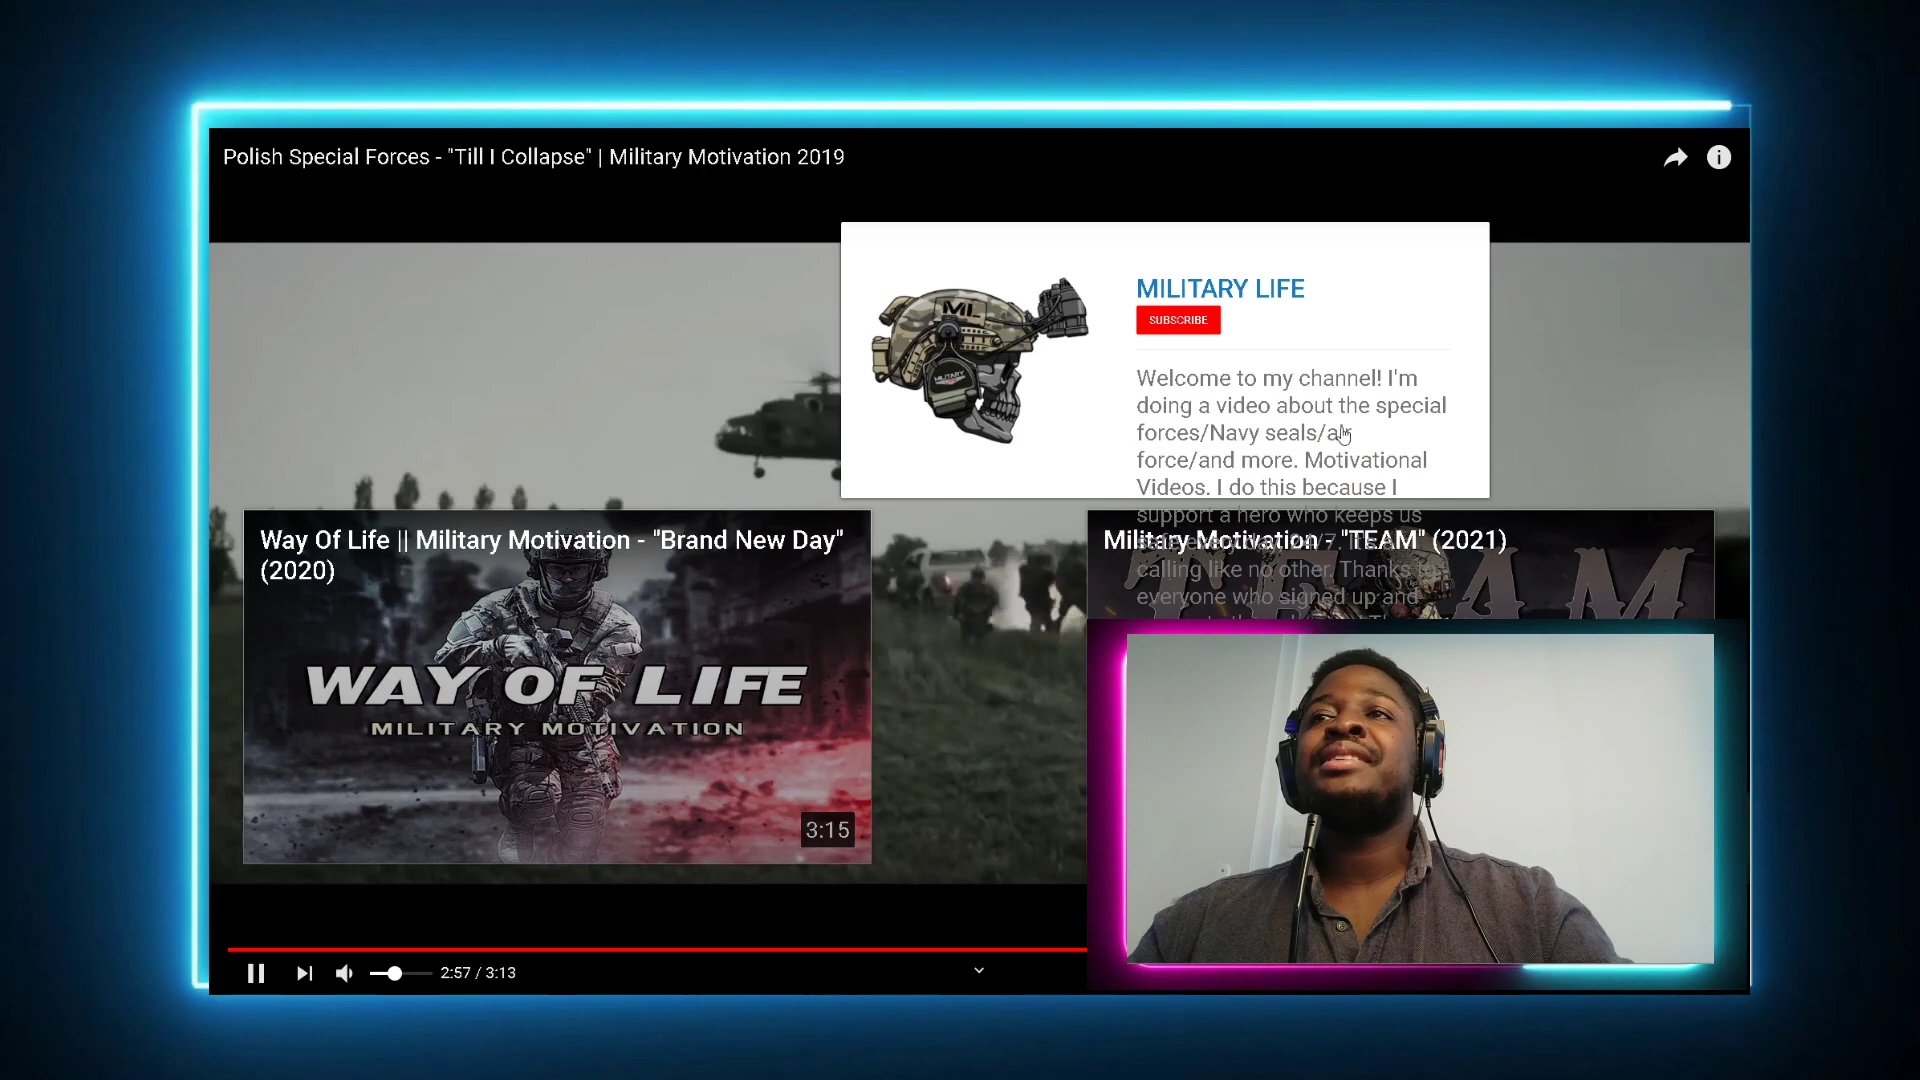 Polish Special Forces - "Till I Collapse" | Military Motivation 2019
ML
MILITARY LIFE
SUBSCRIBE
Welcome to my channel! I'm
doing a video about the special
forces/Navy seals/air
force/and more. Motivational
Videos. I do this because I
support a hero who keeps us
calling like no other. Thanks to
everyone who signed up and
Way Of Life || Military Motivation - "Brand New Day"
(2020)
WAY OF LIFE
MILITARY MOTIVATION
3:15
Military Motivation - "TEAM" (2021)
TEAM
2:57 / 3:13